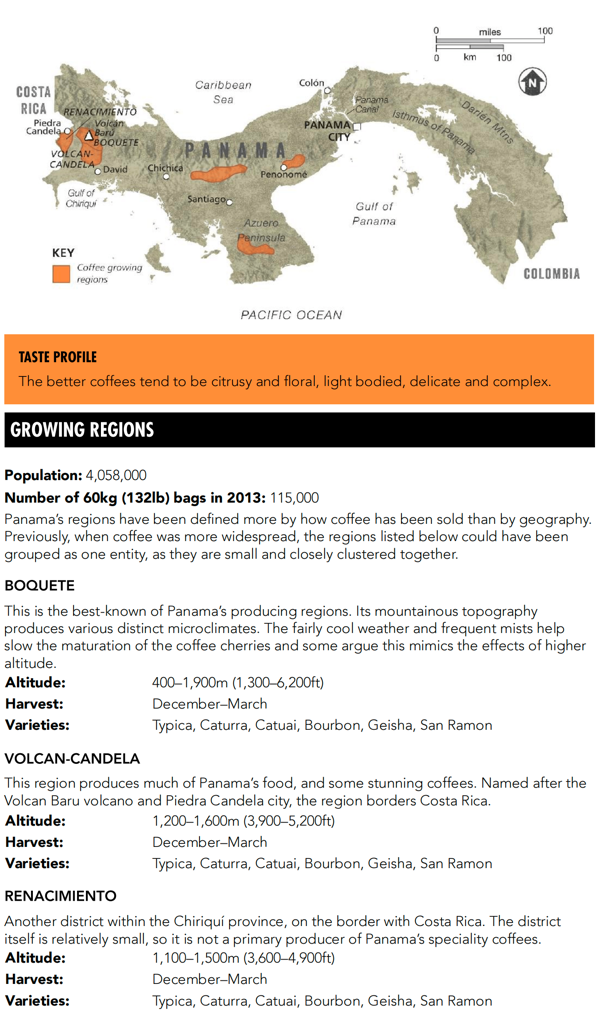 miles
0 100
0 km 100
N
COSTA
RICA
Caribbean
Sea
Colón
Panama
Canal
Darién Mtns
Isthmus of Panama
RENACIMIENTO
Piedra
Candela
Volcán
Barú
BOQUETE
PANAMA
PANAMA
CITY
VOLCAN-
CANDELA
David
Chichica
Penonomé
Gulf of
Chiriquí
Santiago
Gulf of
Panama
Azuero
Peninsula
KEY
Coffee growing
regions
COLOMBIA
PACIFIC OCEAN
TASTE PROFILE
The better coffees tend to be citrusy and floral, light bodied, delicate and complex.
GROWING REGIONS
Population: 4,058,000
Number of 60kg (132lb) bags in 2013: 115,000
Panama’s regions have been defined more by how coffee has been sold than by geography.
Previously, when coffee was more widespread, the regions listed below could have been
grouped as one entity, as they are small and closely clustered together.
BOQUETE
This is the best-known of Panama’s producing regions. Its mountainous topography
produces various distinct microclimates. The fairly cool weather and frequent mists help
slow the maturation of the coffee cherries and some argue this mimics the effects of higher
altitude.
Altitude: 400–1,900m (1,300–6,200ft)
Harvest: December–March
Varieties: Typica, Caturra, Catuai, Bourbon, Geisha, San Ramon
VOLCAN-CANDELA
This region produces much of Panama’s food, and some stunning coffees. Named after the
Volcan Baru volcano and Piedra Candela city, the region borders Costa Rica.
Altitude: 1,200–1,600m (3,900–5,200ft)
Harvest: December–March
Varieties: Typica, Caturra, Catuai, Bourbon, Geisha, San Ramon
RENACIMIENTO
Another district within the Chiriquí province, on the border with Costa Rica. The district
itself is relatively small, so it is not a primary producer of Panama’s speciality coffees.
Altitude: 1,100–1,500m (3,600–4,900ft)
Harvest: December–March
Varieties: Typica, Caturra, Catuai, Bourbon, Geisha, San Ramon